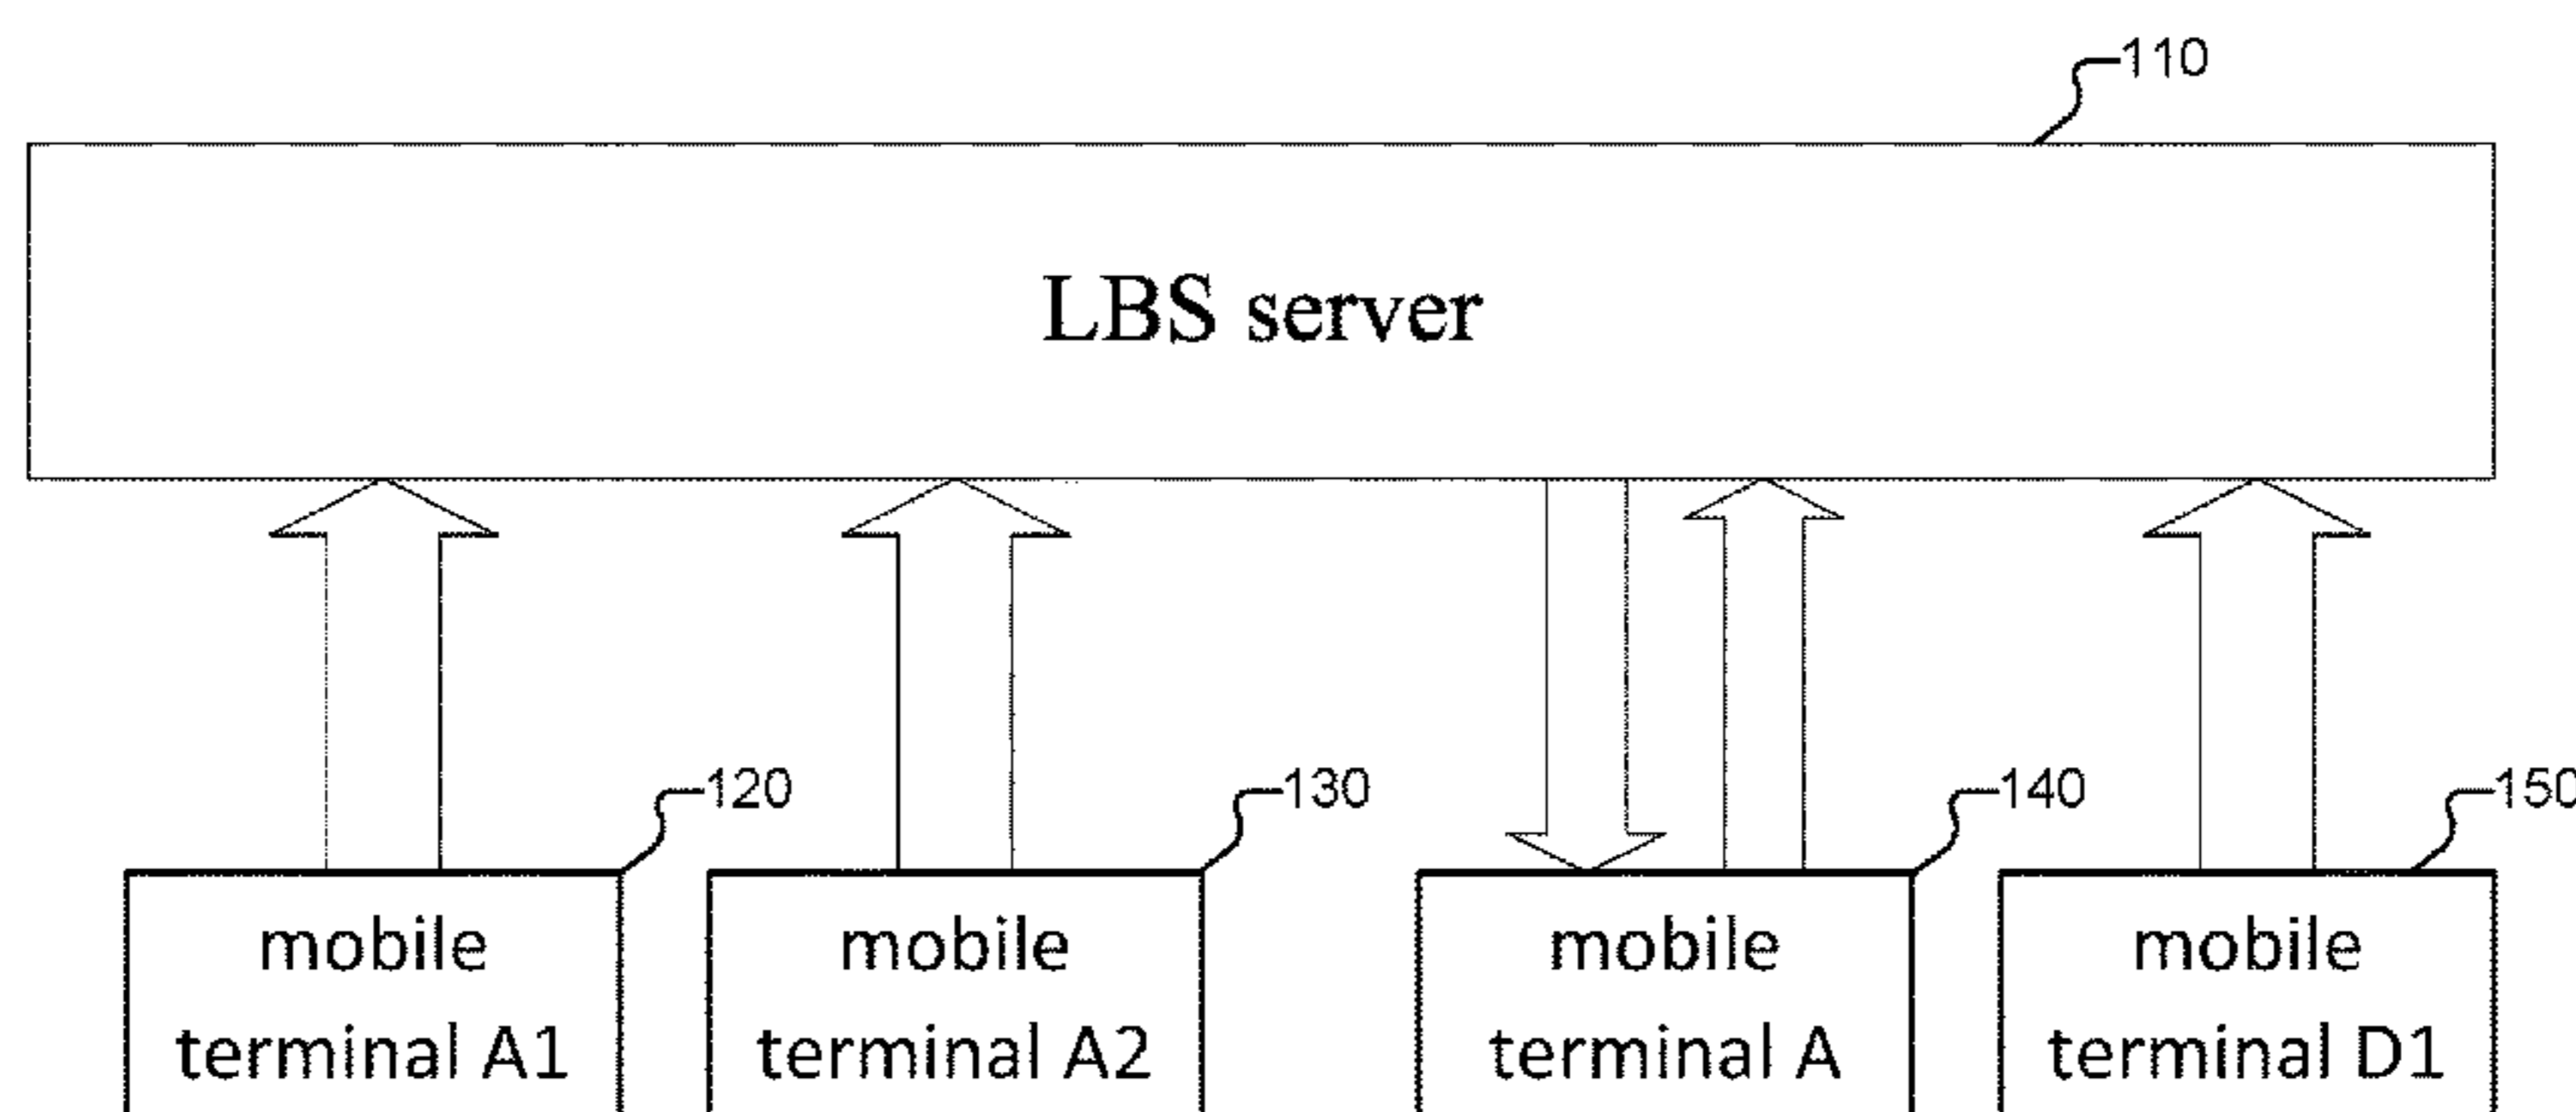 110
LBS server
120
130
140
150
mobile
terminal A1
mobile
terminal A2
mobile
terminal A
mobile
terminal D1